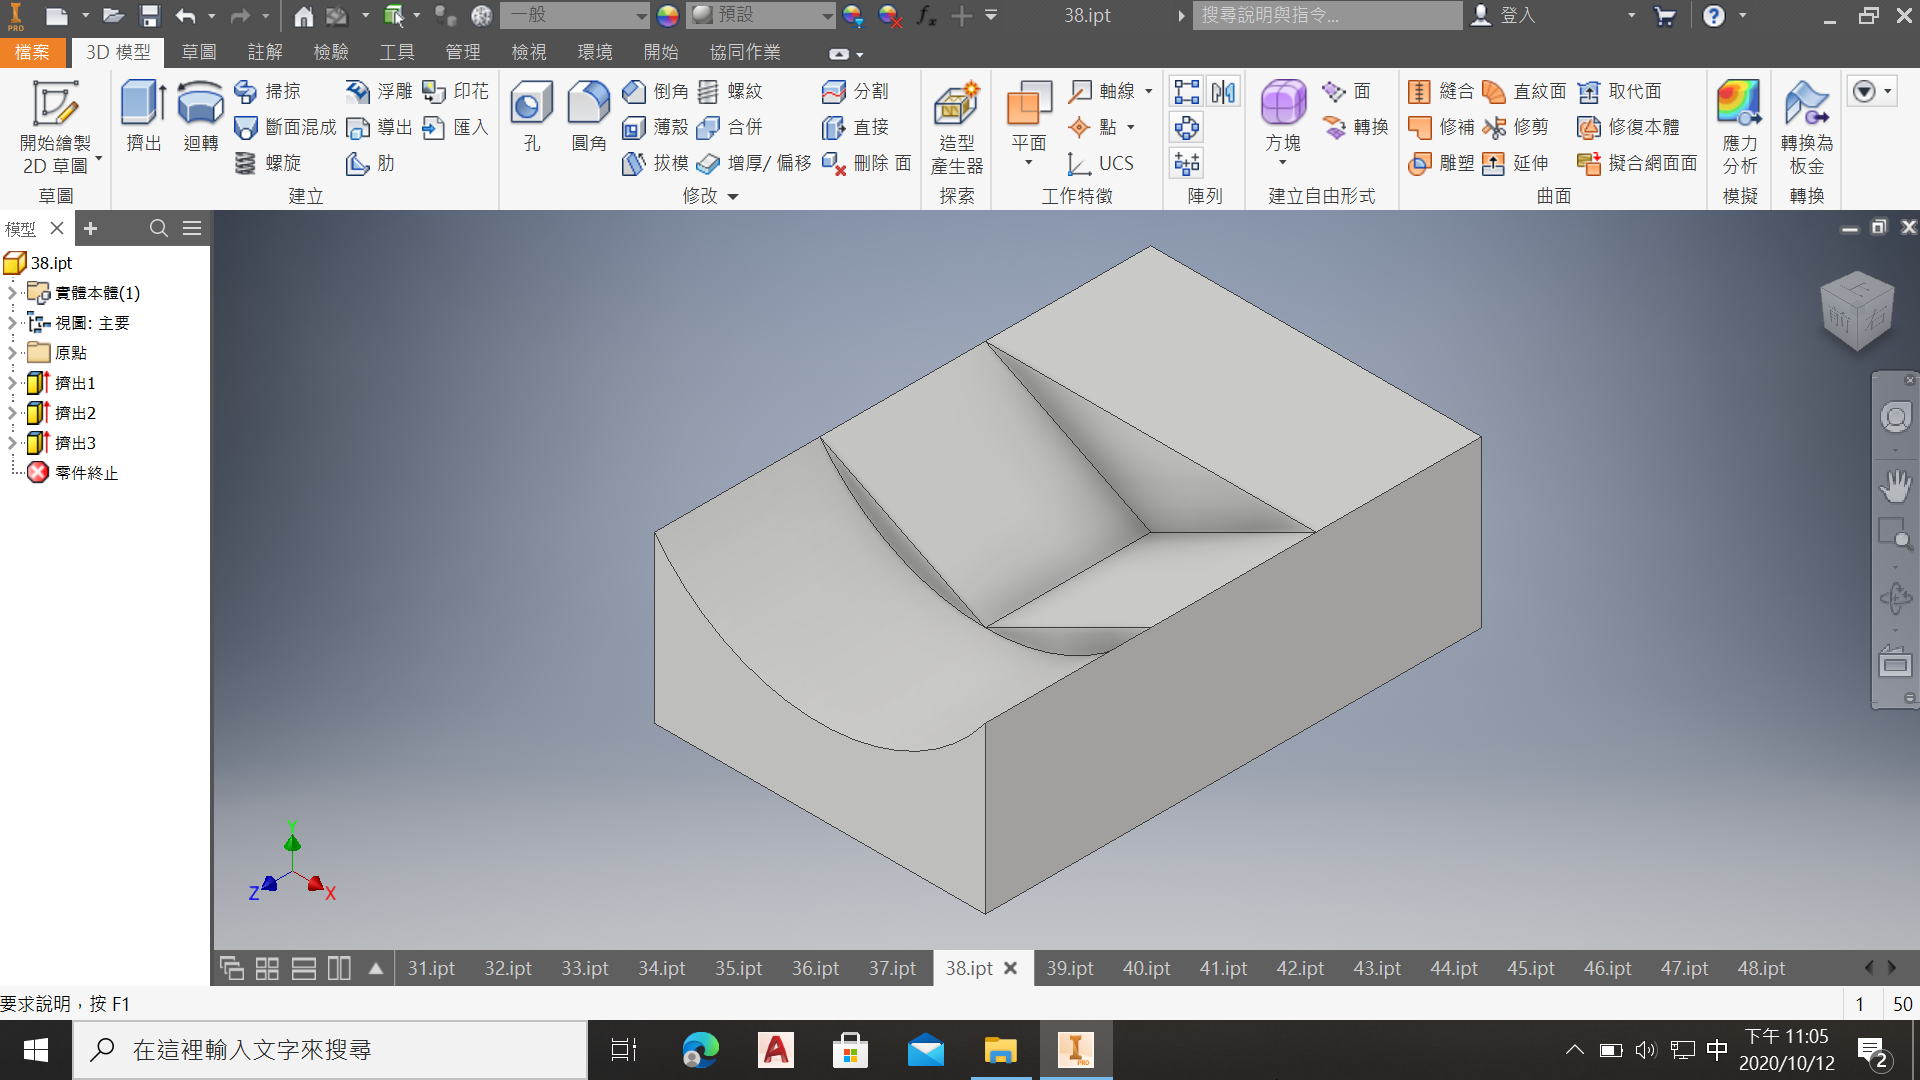 PRO
一般
預設
38.ipt
搜尋說明與指令...
登入
檔案
3D 模型
草圖
註解
檢驗
工具
管理
檢視
環境
開始
協同作業
開始繪製
2D 草圖
草圖
擠出
迴轉
掃掠
斷面混成
螺旋
浮雕
導出
肋
印花
匯入
建立
孔
圓角
倒角
薄殼
拔模
螺紋
合併
增厚/ 偏移
分割
直接
刪除 面
修改
造型
產生器
探索
平面
軸線
點
UCS
工作特徵
陣列
方塊
面
轉換
建立自由形式
縫合
修補
雕塑
直紋面
修剪
延伸
取代面
修復本體
擬合網面面
曲面
應力
分析
模擬
轉換為
板金
轉換
模型
38.ipt
實體本體(1)
視圖: 主要
原點
擠出1
擠出2
擠出3
零件終止
上
前
右
Y
Z
X
31.ipt
32.ipt
33.ipt
34.ipt
35.ipt
36.ipt
37.ipt
38.ipt
39.ipt
40.ipt
41.ipt
42.ipt
43.ipt
44.ipt
45.ipt
46.ipt
47.ipt
48.ipt
要求說明，按 F1
1
50
在這裡輸入文字來搜尋
中
下午 11:05
2020/10/12
2